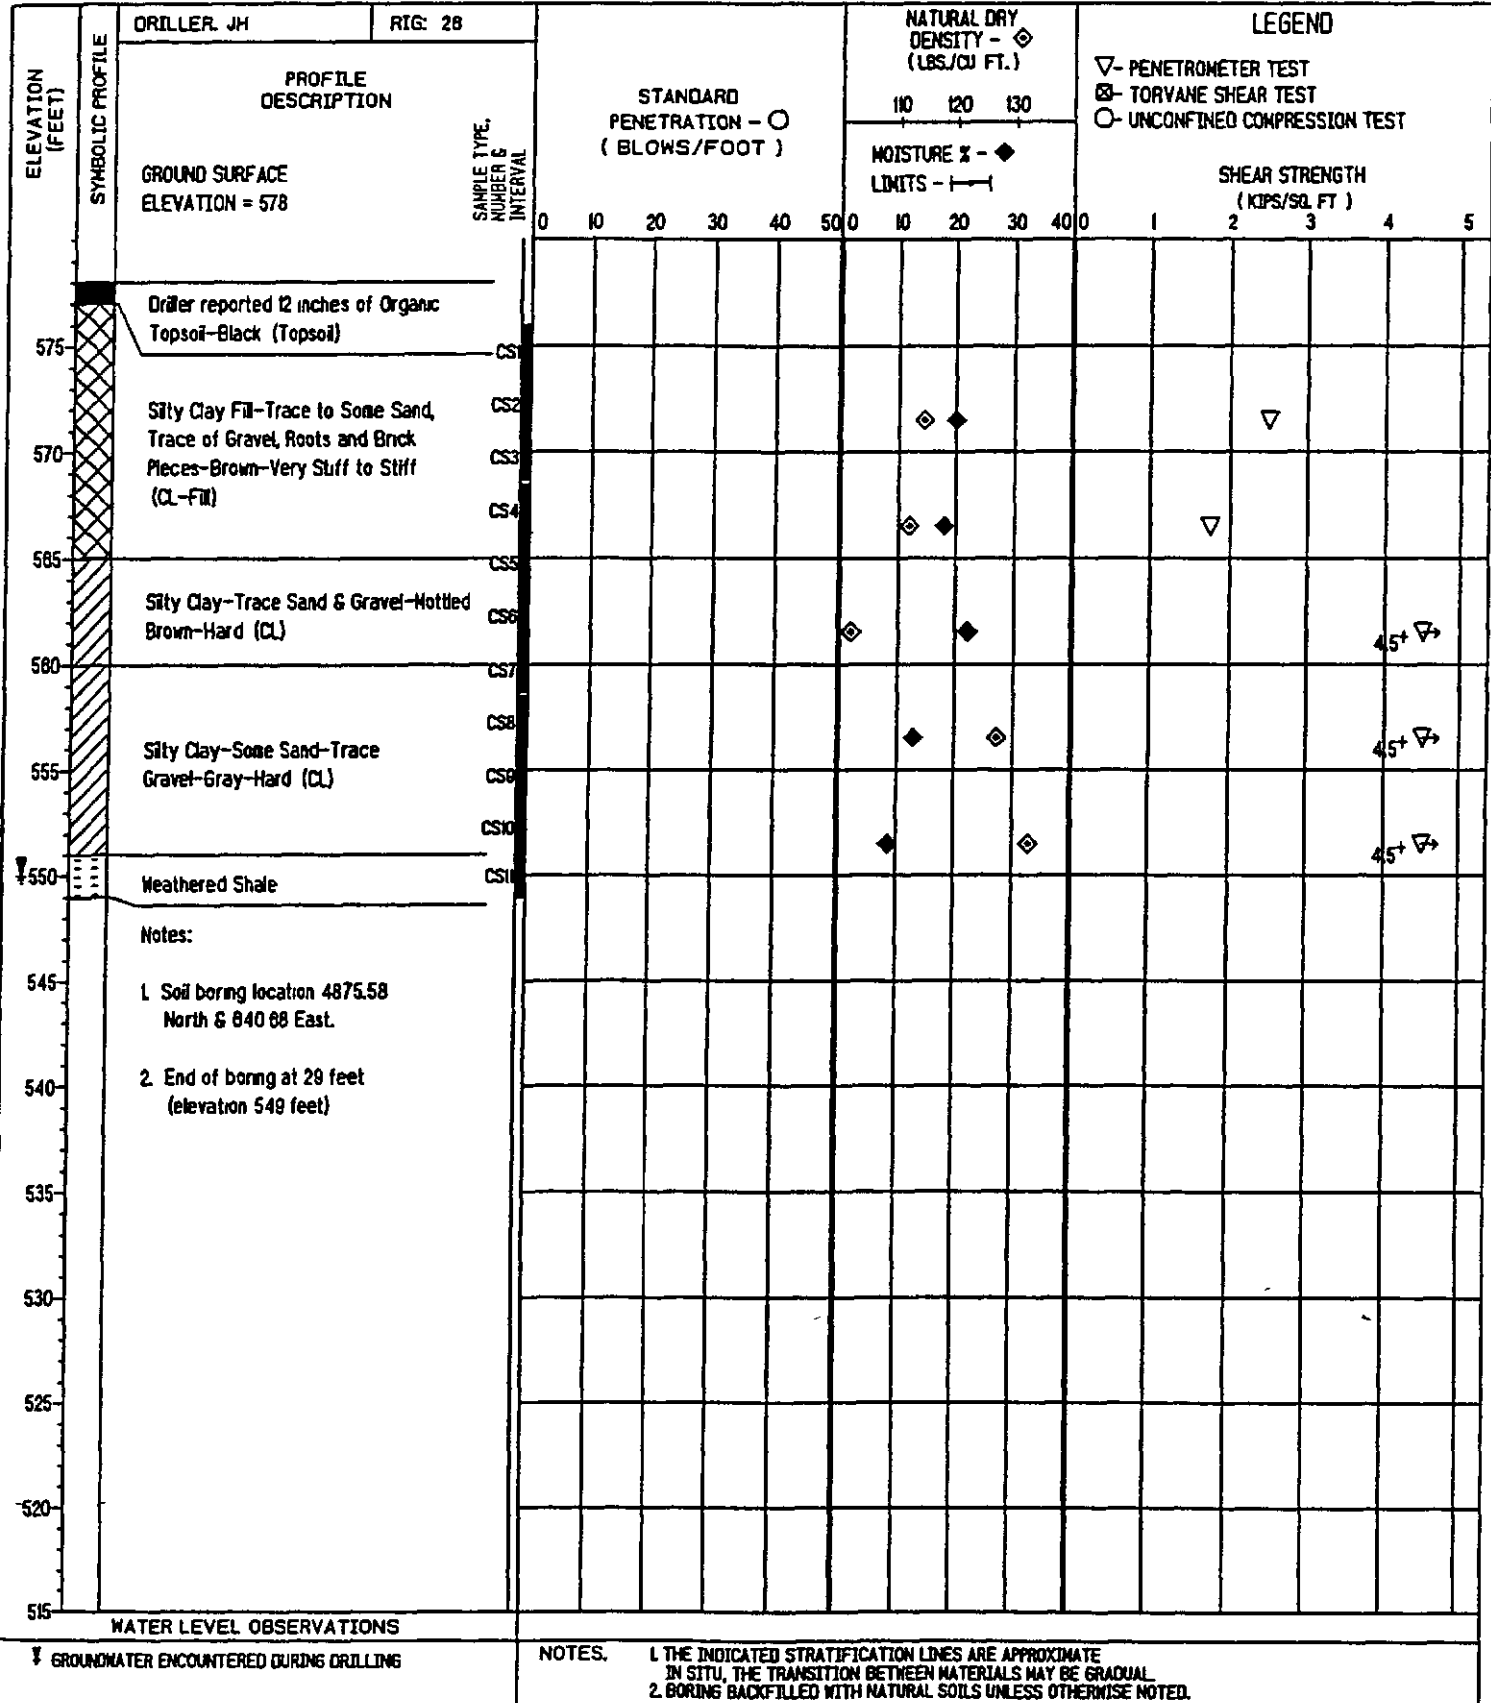 DRILLER. JH
RIG: 28
ELEVATION
(FEET)
SYMBOLIC PROFILE
PROFILE
DESCRIPTION
GROUND SURFACE
ELEVATION = 578
SAMPLE TYPE,
NUMBER &
INTERVAL
STANDARD
PENETRATION - O
( BLOWS/FOOT )
0 10 20 30 40 50
NATURAL DRY
DENSITY -
(LBS./CU FT.)
110 120 130
MOISTURE % - ◆
LIMITS -
0 10 20 30 40
LEGEND
▽- PENETROMETER TEST
⊠- TORVANE SHEAR TEST
O- UNCONFINED COMPRESSION TEST
SHEAR STRENGTH
( KIPS/SQ. FT )
0 1 2 3 4 5
Driller reported 12 inches of Organic
Topsoil-Black (Topsoil)
575
CS1
Silty Clay Fill-Trace to Some Sand,
Trace of Gravel, Roots and Brick
Pieces-Brown-Very Stiff to Stiff
(CL-Fill)
CS2
570
CS3
CS4
565
CS5
Silty Clay-Trace Sand & Gravel-Mottled
Brown-Hard (CL)
CS6
4.5+
560
CS7
Silty Clay-Some Sand-Trace
Gravel-Gray-Hard (CL)
CS8
4.5+
555
CS9
CS10
4.5+
550
Weathered Shale
CS11
Notes:
1. Soil boring location 4875.58
North & 840 88 East.
2. End of boring at 29 feet
(elevation 549 feet)
545
540
535
530
525
520
515
WATER LEVEL OBSERVATIONS
GROUNDWATER ENCOUNTERED DURING DRILLING
NOTES.
1. THE INDICATED STRATIFICATION LINES ARE APPROXIMATE
IN SITU, THE TRANSITION BETWEEN MATERIALS MAY BE GRADUAL.
2. BORING BACKFILLED WITH NATURAL SOILS UNLESS OTHERWISE NOTED.